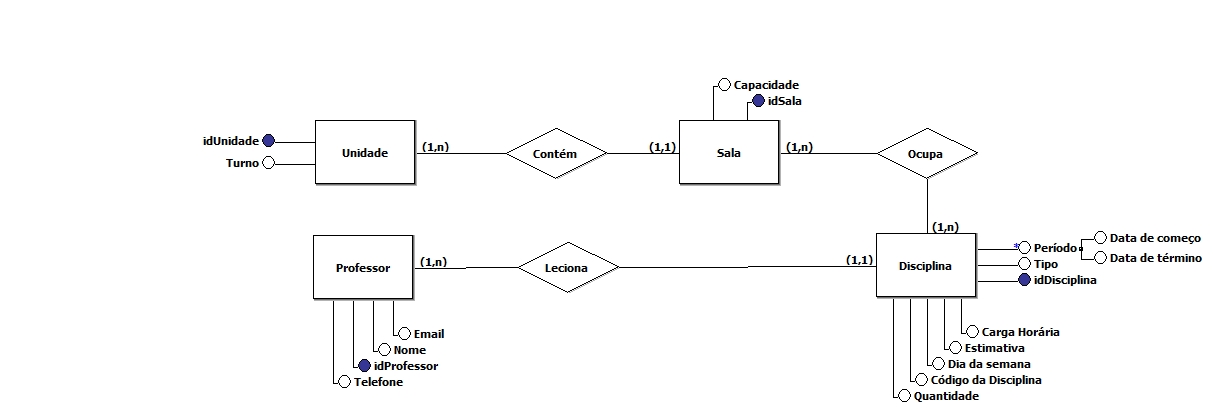 Capacidade
idSala
idUnidade
Turno
Unidade
(1,n)
Contém
(1,1)
Sala
(1,n)
Ocupa
(1,n)
Professor
(1,n)
Leciona
(1,1)
Disciplina
* Período
Data de começo
Data de término
Tipo
idDisciplina
Email
Nome
idProfessor
Telefone
Carga Horária
Estimativa
Dia da semana
Código da Disciplina
Quantidade